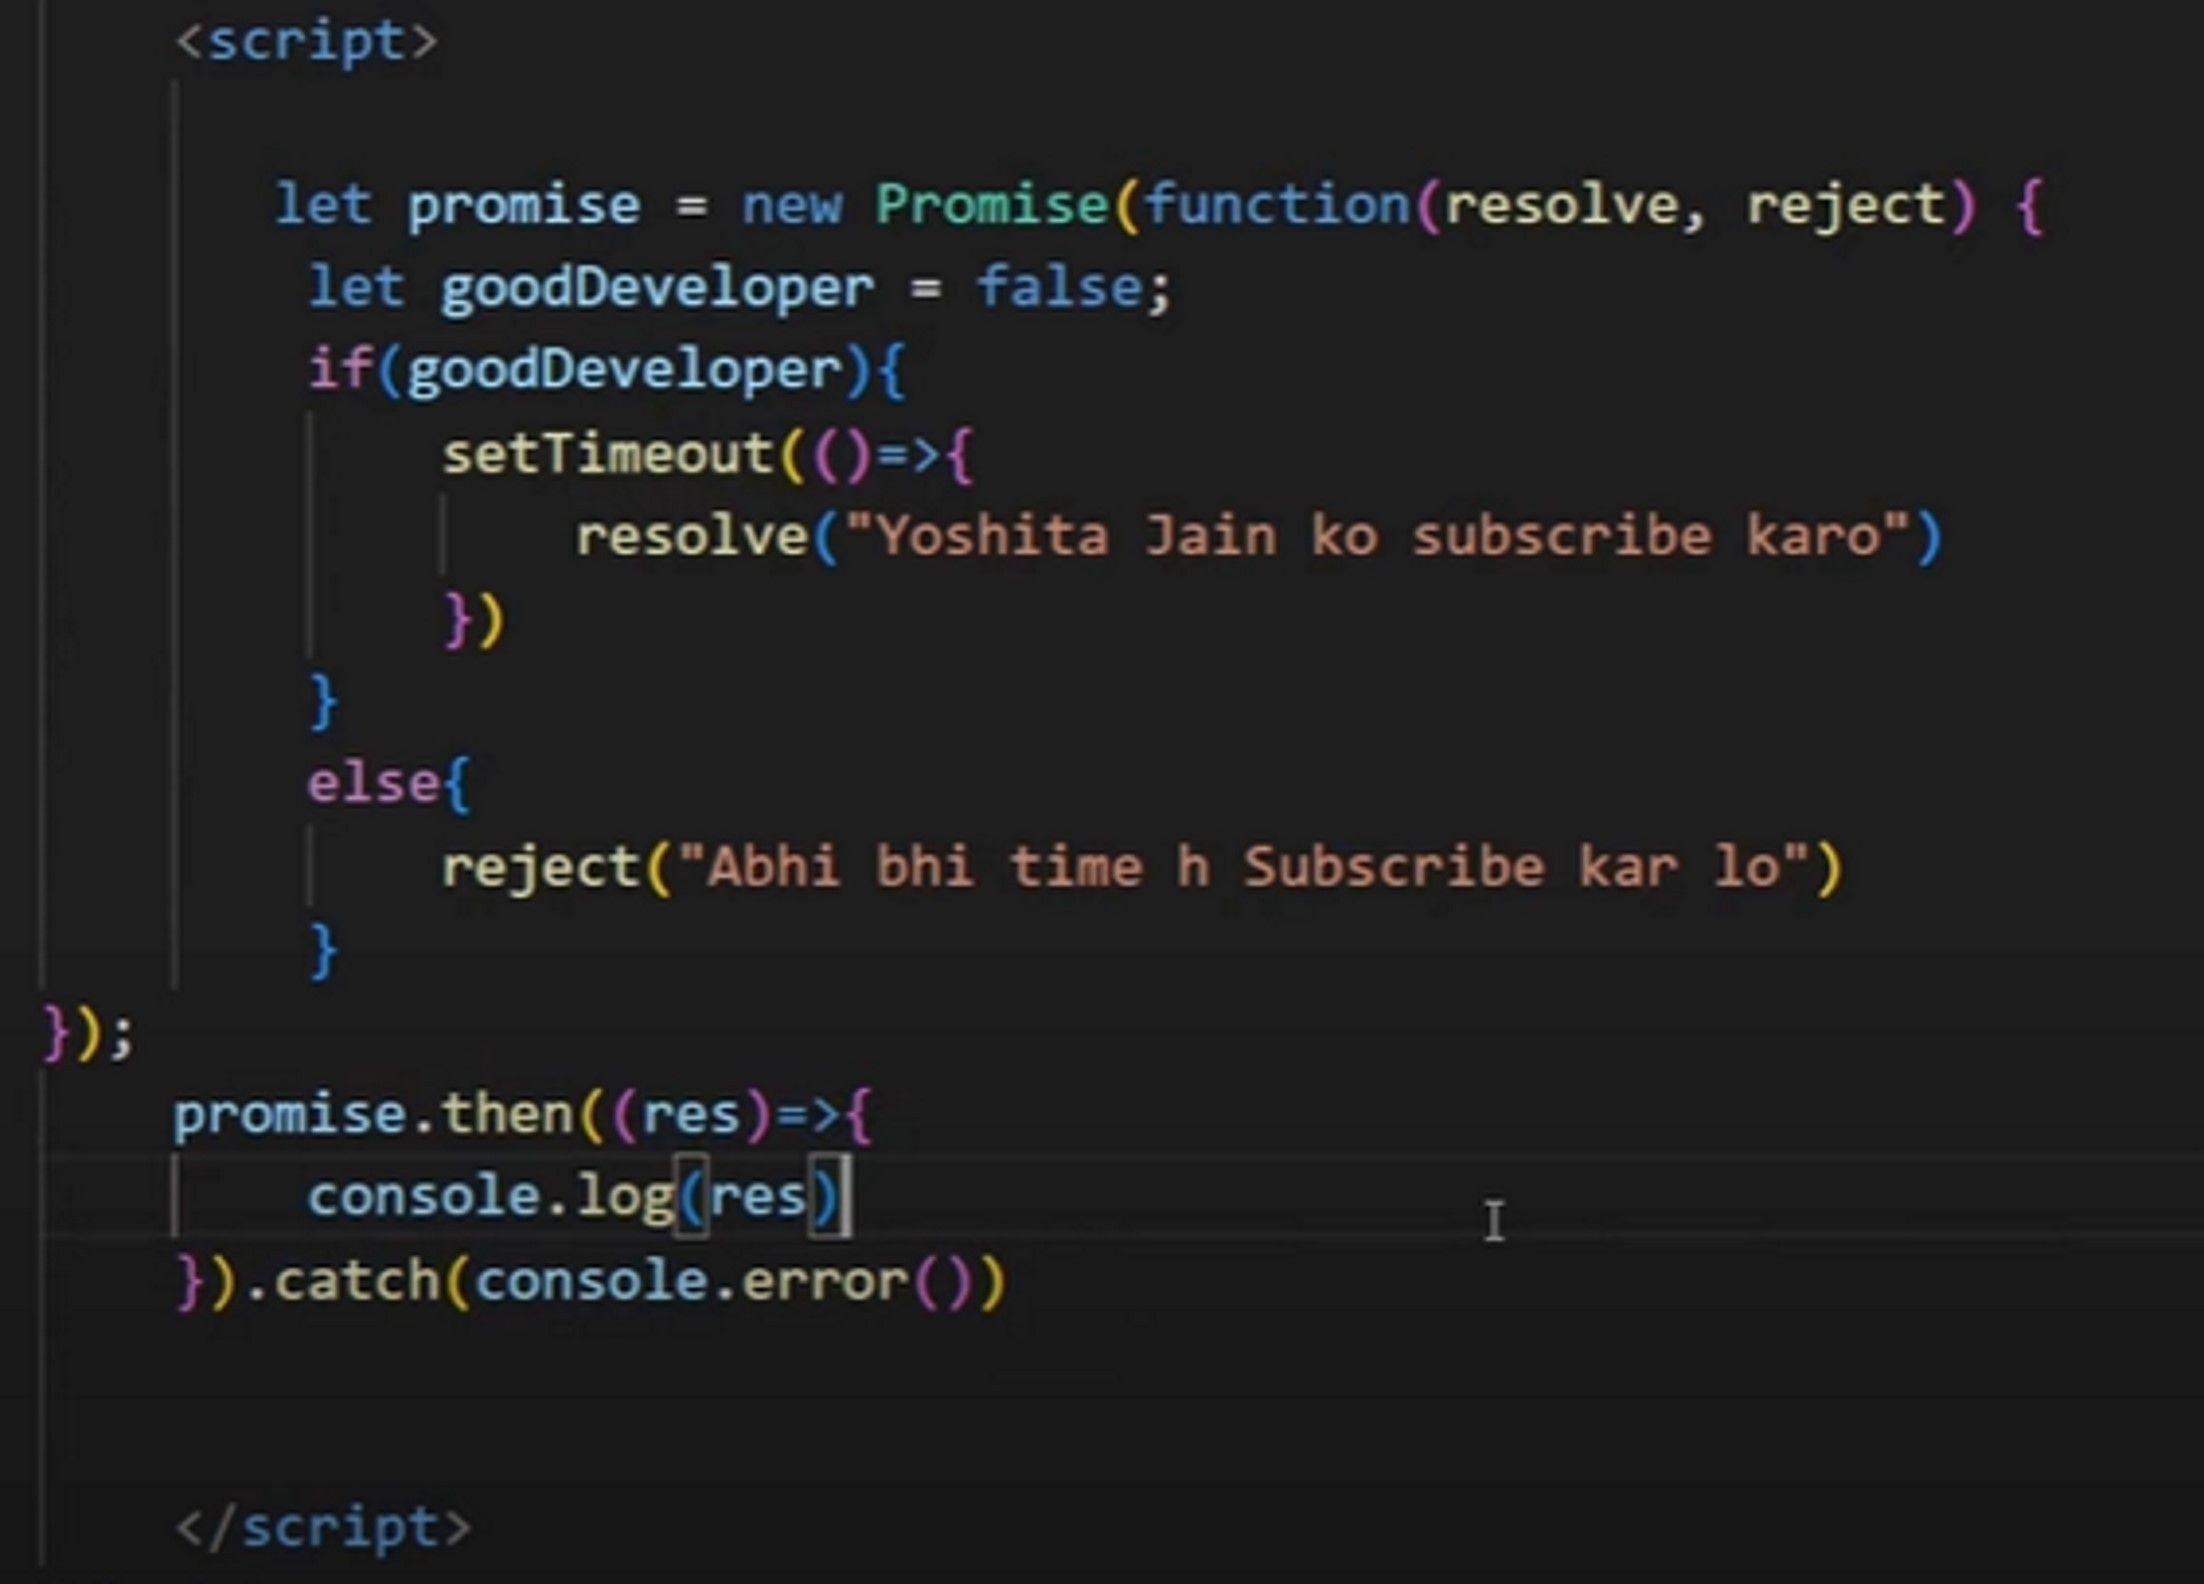 <script>
let promise = new Promise(function(resolve, reject) {
let goodDeveloper = false;
if(goodDeveloper){
setTimeout(()=>{
resolve("Yoshita Jain ko subscribe karo")
})
}
else{
reject("Abhi bhi time h Subscribe kar lo")
}
});
promise.then((res)=>{
console.log(res)
}).catch(console.error())
</script>